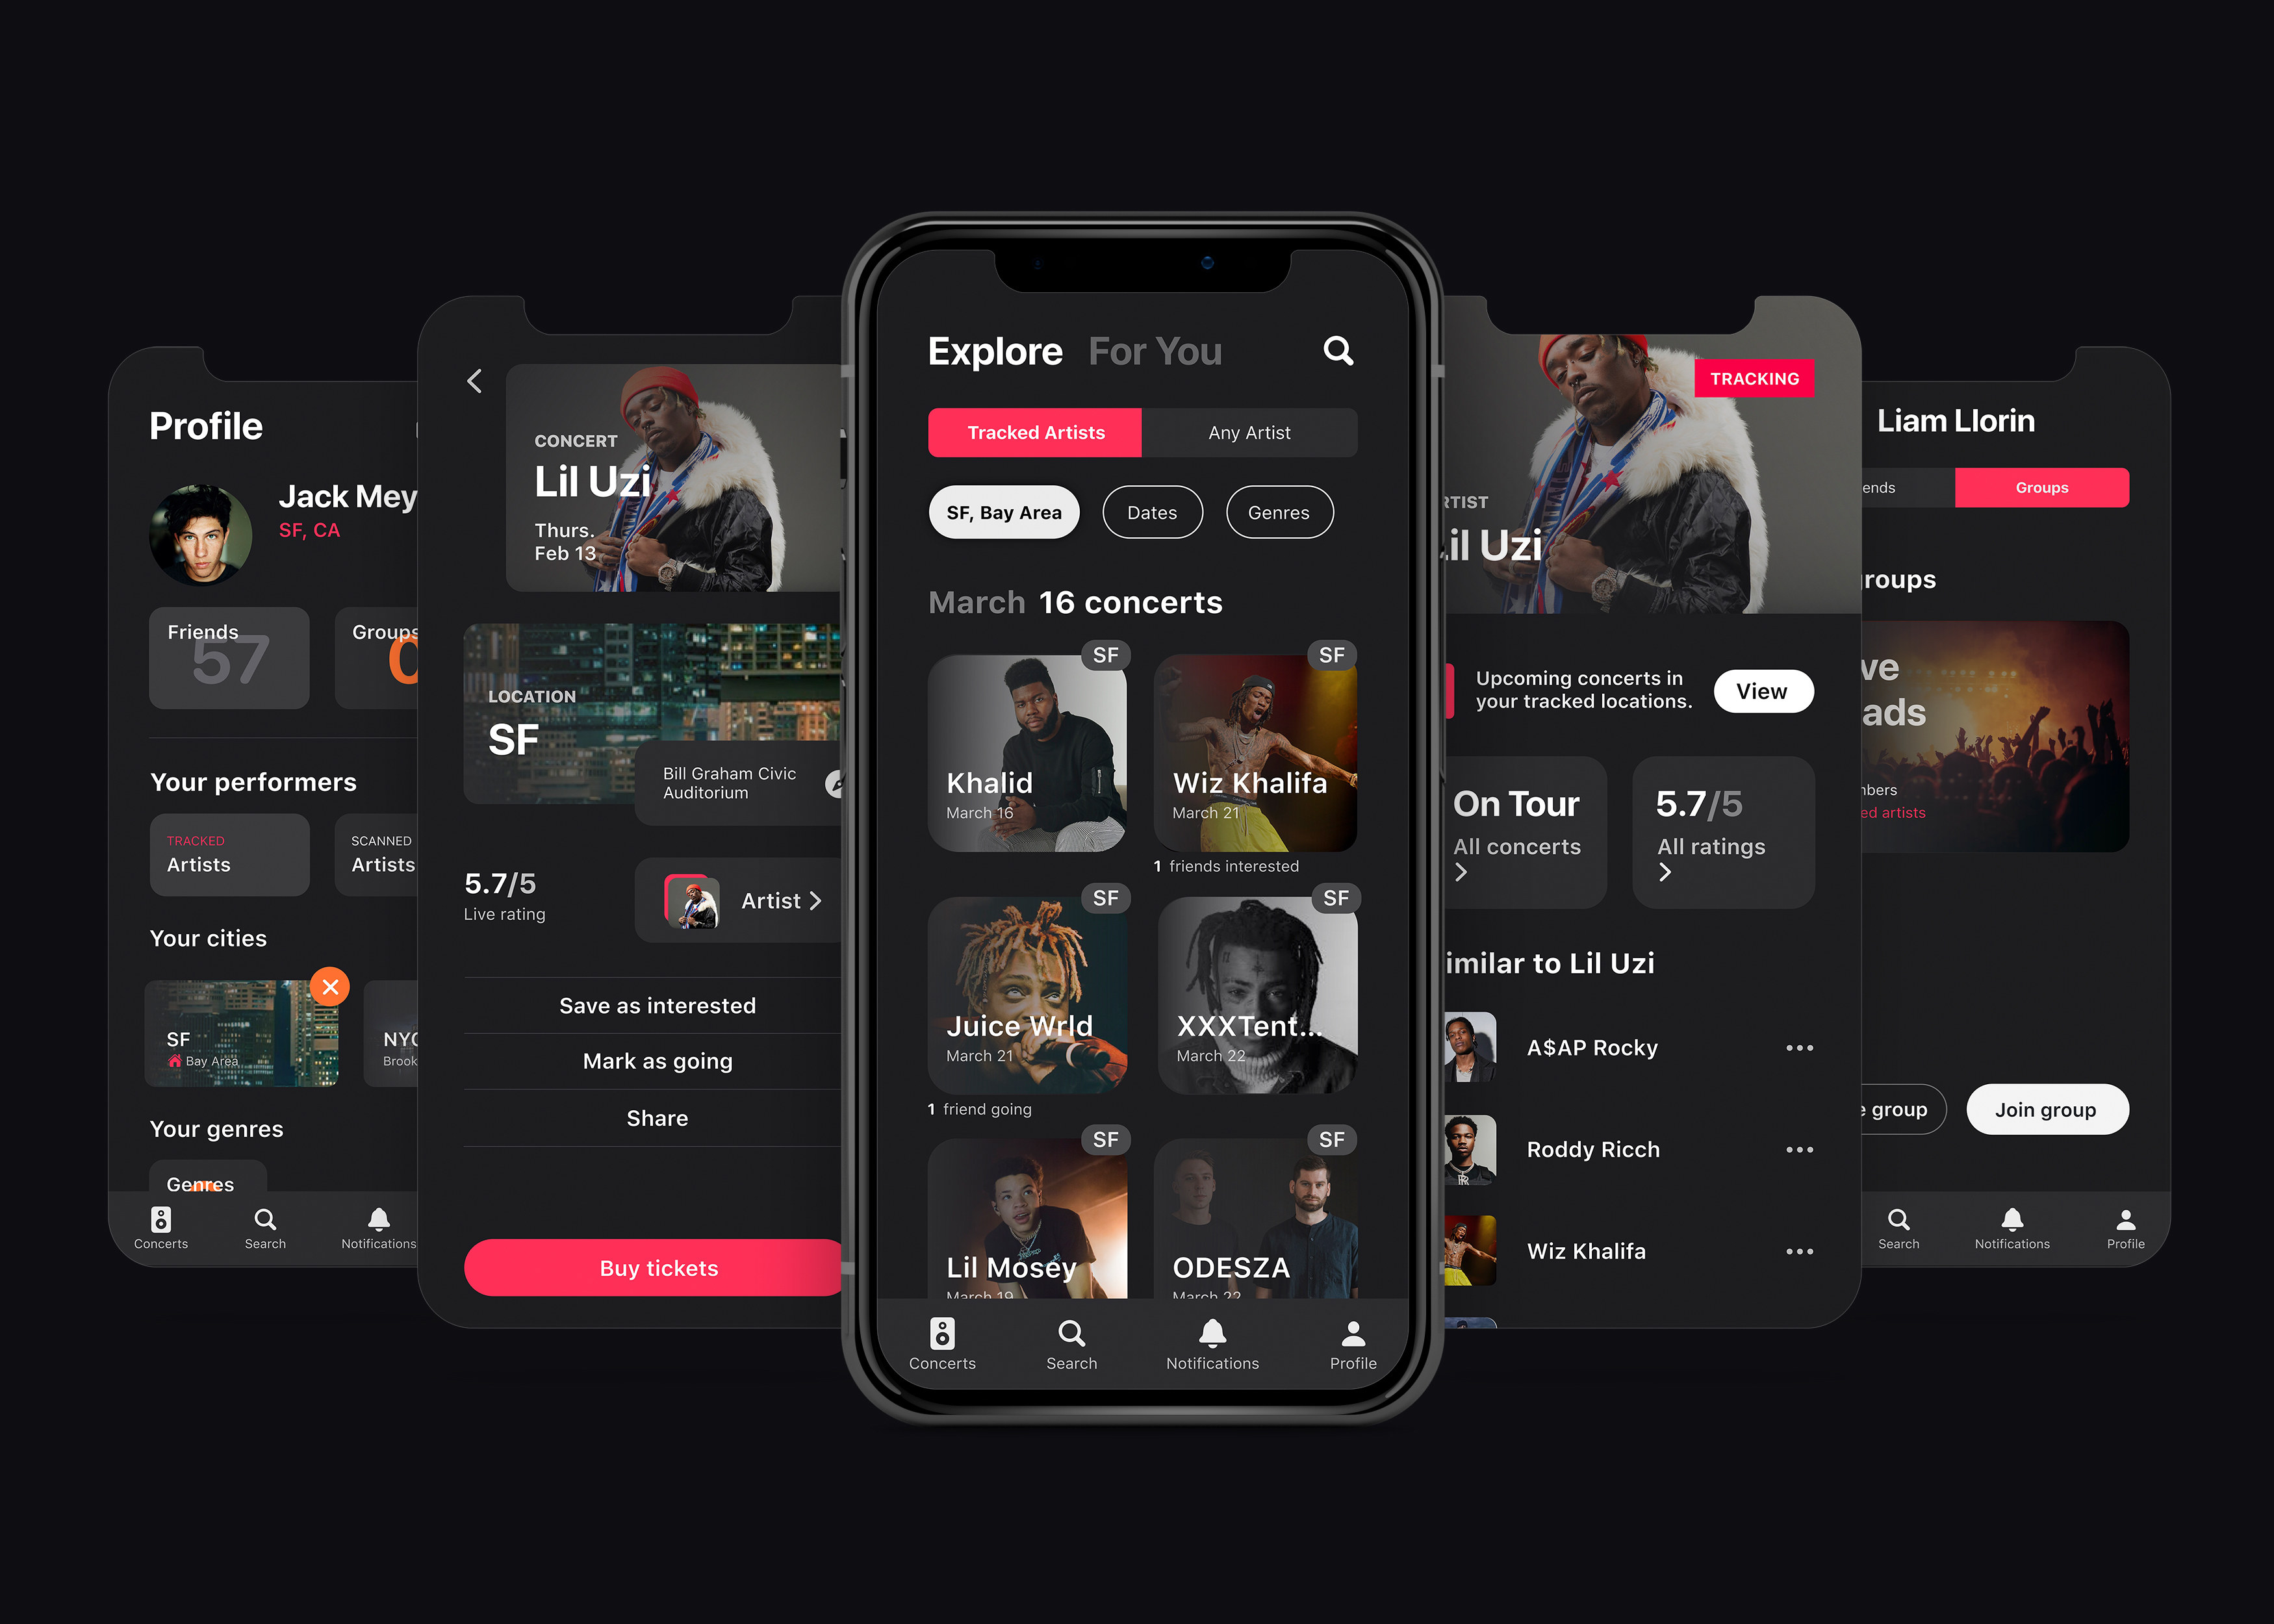 Profile
Jack Mey
SF, CA
Friends
57
Groups
0
Your performers
TRACKED
Artists
SCANNED
Artists
Your cities
SF
Bay Area
NYC
Brook
Your genres
Genres
Concerts
Search
Notifications
CONCERT
Lil Uzi
Thurs.
Feb 13
LOCATION
SF
Bill Graham Civic
Auditorium
5.7/5
Live rating
Artist
Save as interested
Mark as going
Share
Buy tickets
Explore For You
Tracked Artists
Any Artist
SF, Bay Area
Dates
Genres
March 16 concerts
SF
Khalid
March 16
SF
Wiz Khalifa
March 21
1 friends interested
SF
Juice Wrld
March 21
1 friend going
SF
XXXTent...
March 22
SF
Lil Mosey
March 19
SF
ODESZA
March 22
Concerts
Search
Notifications
Profile
TRACKING
RTIST
Lil Uzi
Upcoming concerts in
your tracked locations.
View
On Tour
All concerts
5.7/5
All ratings
imilar to Lil Uzi
A$AP Rocky
Roddy Ricch
Wiz Khalifa
Liam Llorin
ends
Groups
groups
ve
ads
mbers
ed artists
e group
Join group
Search
Notifications
Profile